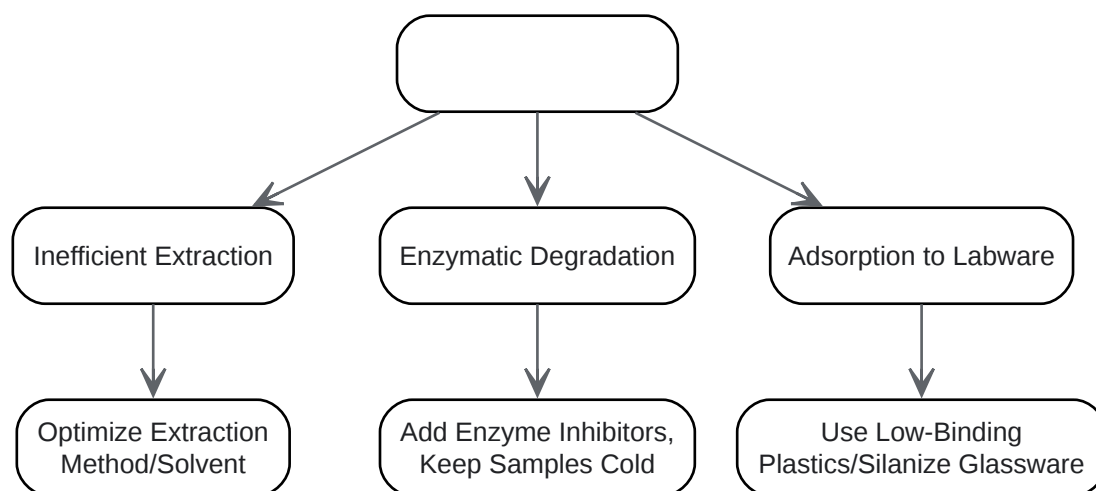 Inefficient Extraction
Enzymatic Degradation
Adsorption to Labware
Optimize Extraction
Method/Solvent
Add Enzyme Inhibitors,
Keep Samples Cold
Use Low-Binding
Plastics/Silanize Glassware